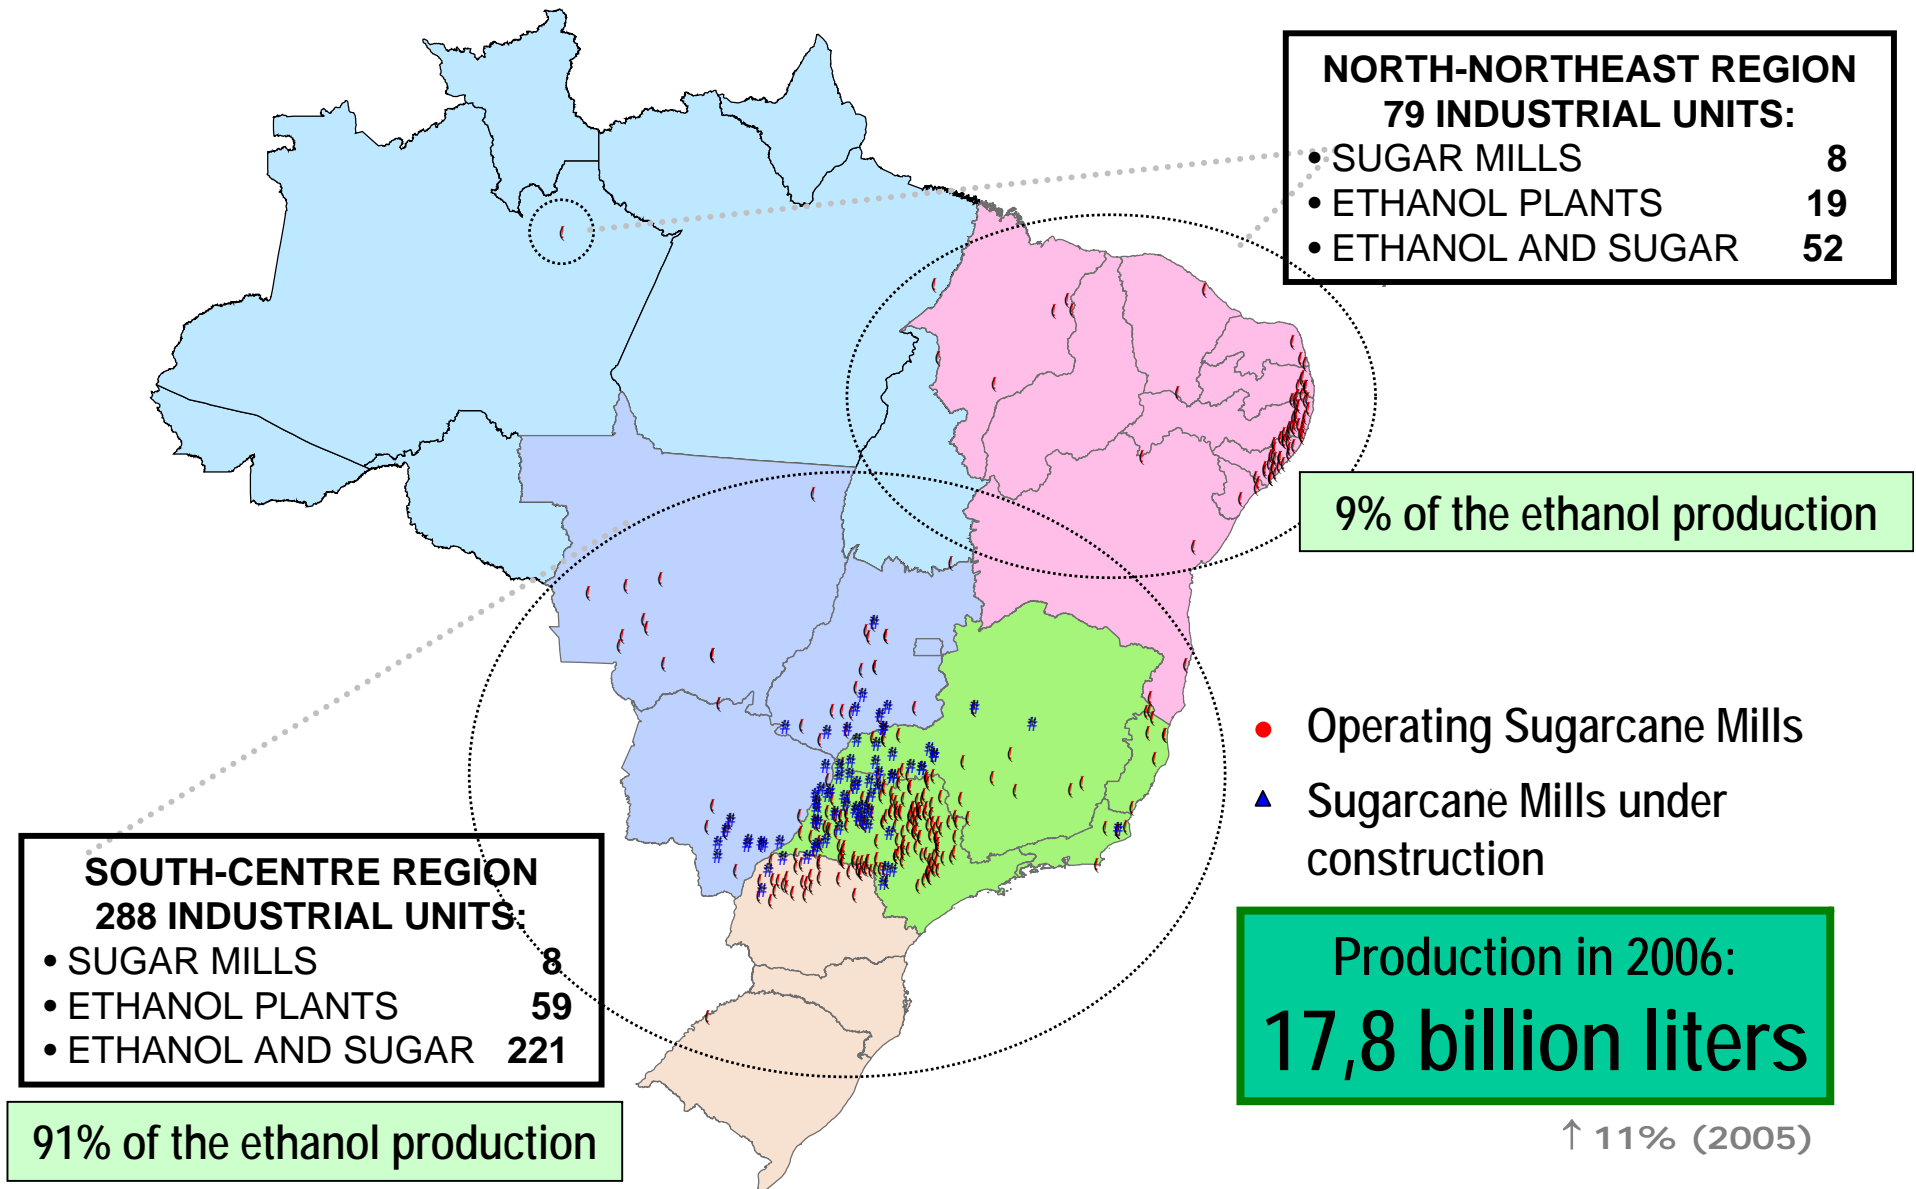 NORTH-NORTHEAST REGION
79 INDUSTRIAL UNITS:
• SUGAR MILLS 8
• ETHANOL PLANTS 19
• ETHANOL AND SUGAR 52
9% of the ethanol production
• Operating Sugarcane Mills
▲ Sugarcane Mills under
construction
SOUTH-CENTRE REGION
288 INDUSTRIAL UNITS:
• SUGAR MILLS 8
• ETHANOL PLANTS 59
• ETHANOL AND SUGAR 221
91% of the ethanol production
Production in 2006:
17,8 billion liters
↑ 11% (2005)